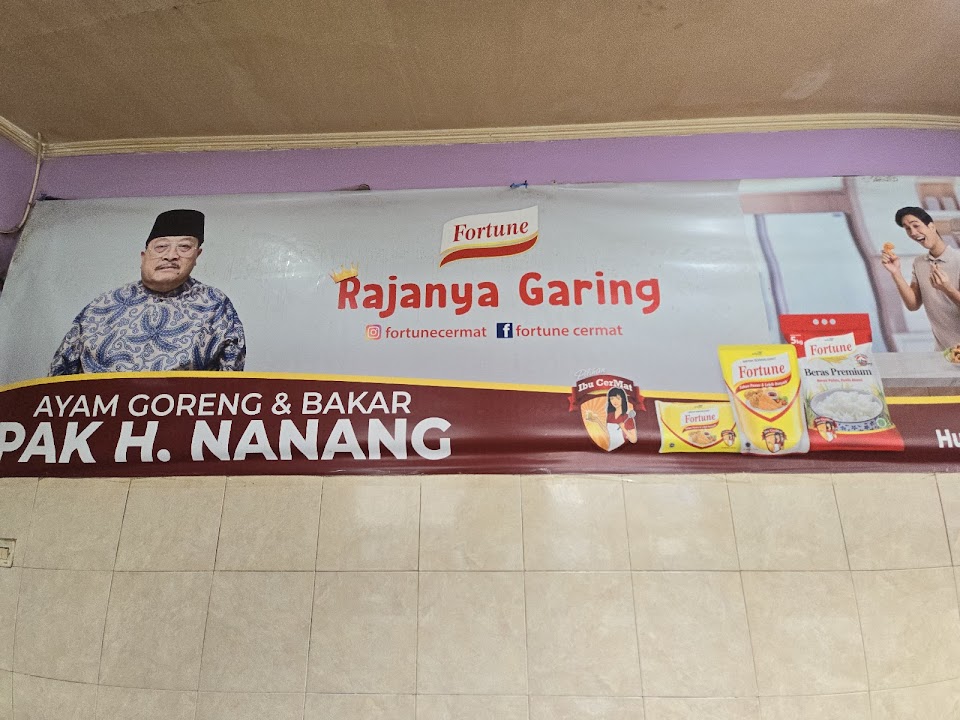 Fortune
Rajanya Garing
fortunecermat fortune cermat
AYAM GORENG & BAKAR
PAK H. NANANG
Ibu CerMat
Fortune
Fortune
5kg
Fortune
Beras Premium
Hu